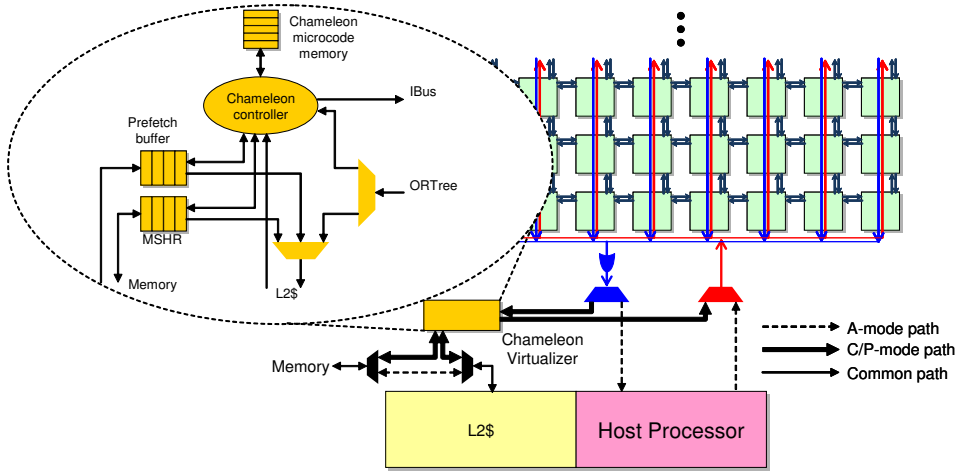 Chameleon
microcode
memory
Chameleon
controller
IBus
Prefetch
buffer
ORTree
MSHR
Memory
L2$
Chameleon
Virtualizer
Memory
A-mode path
C/P-mode path
Common path
L2$
Host Processor